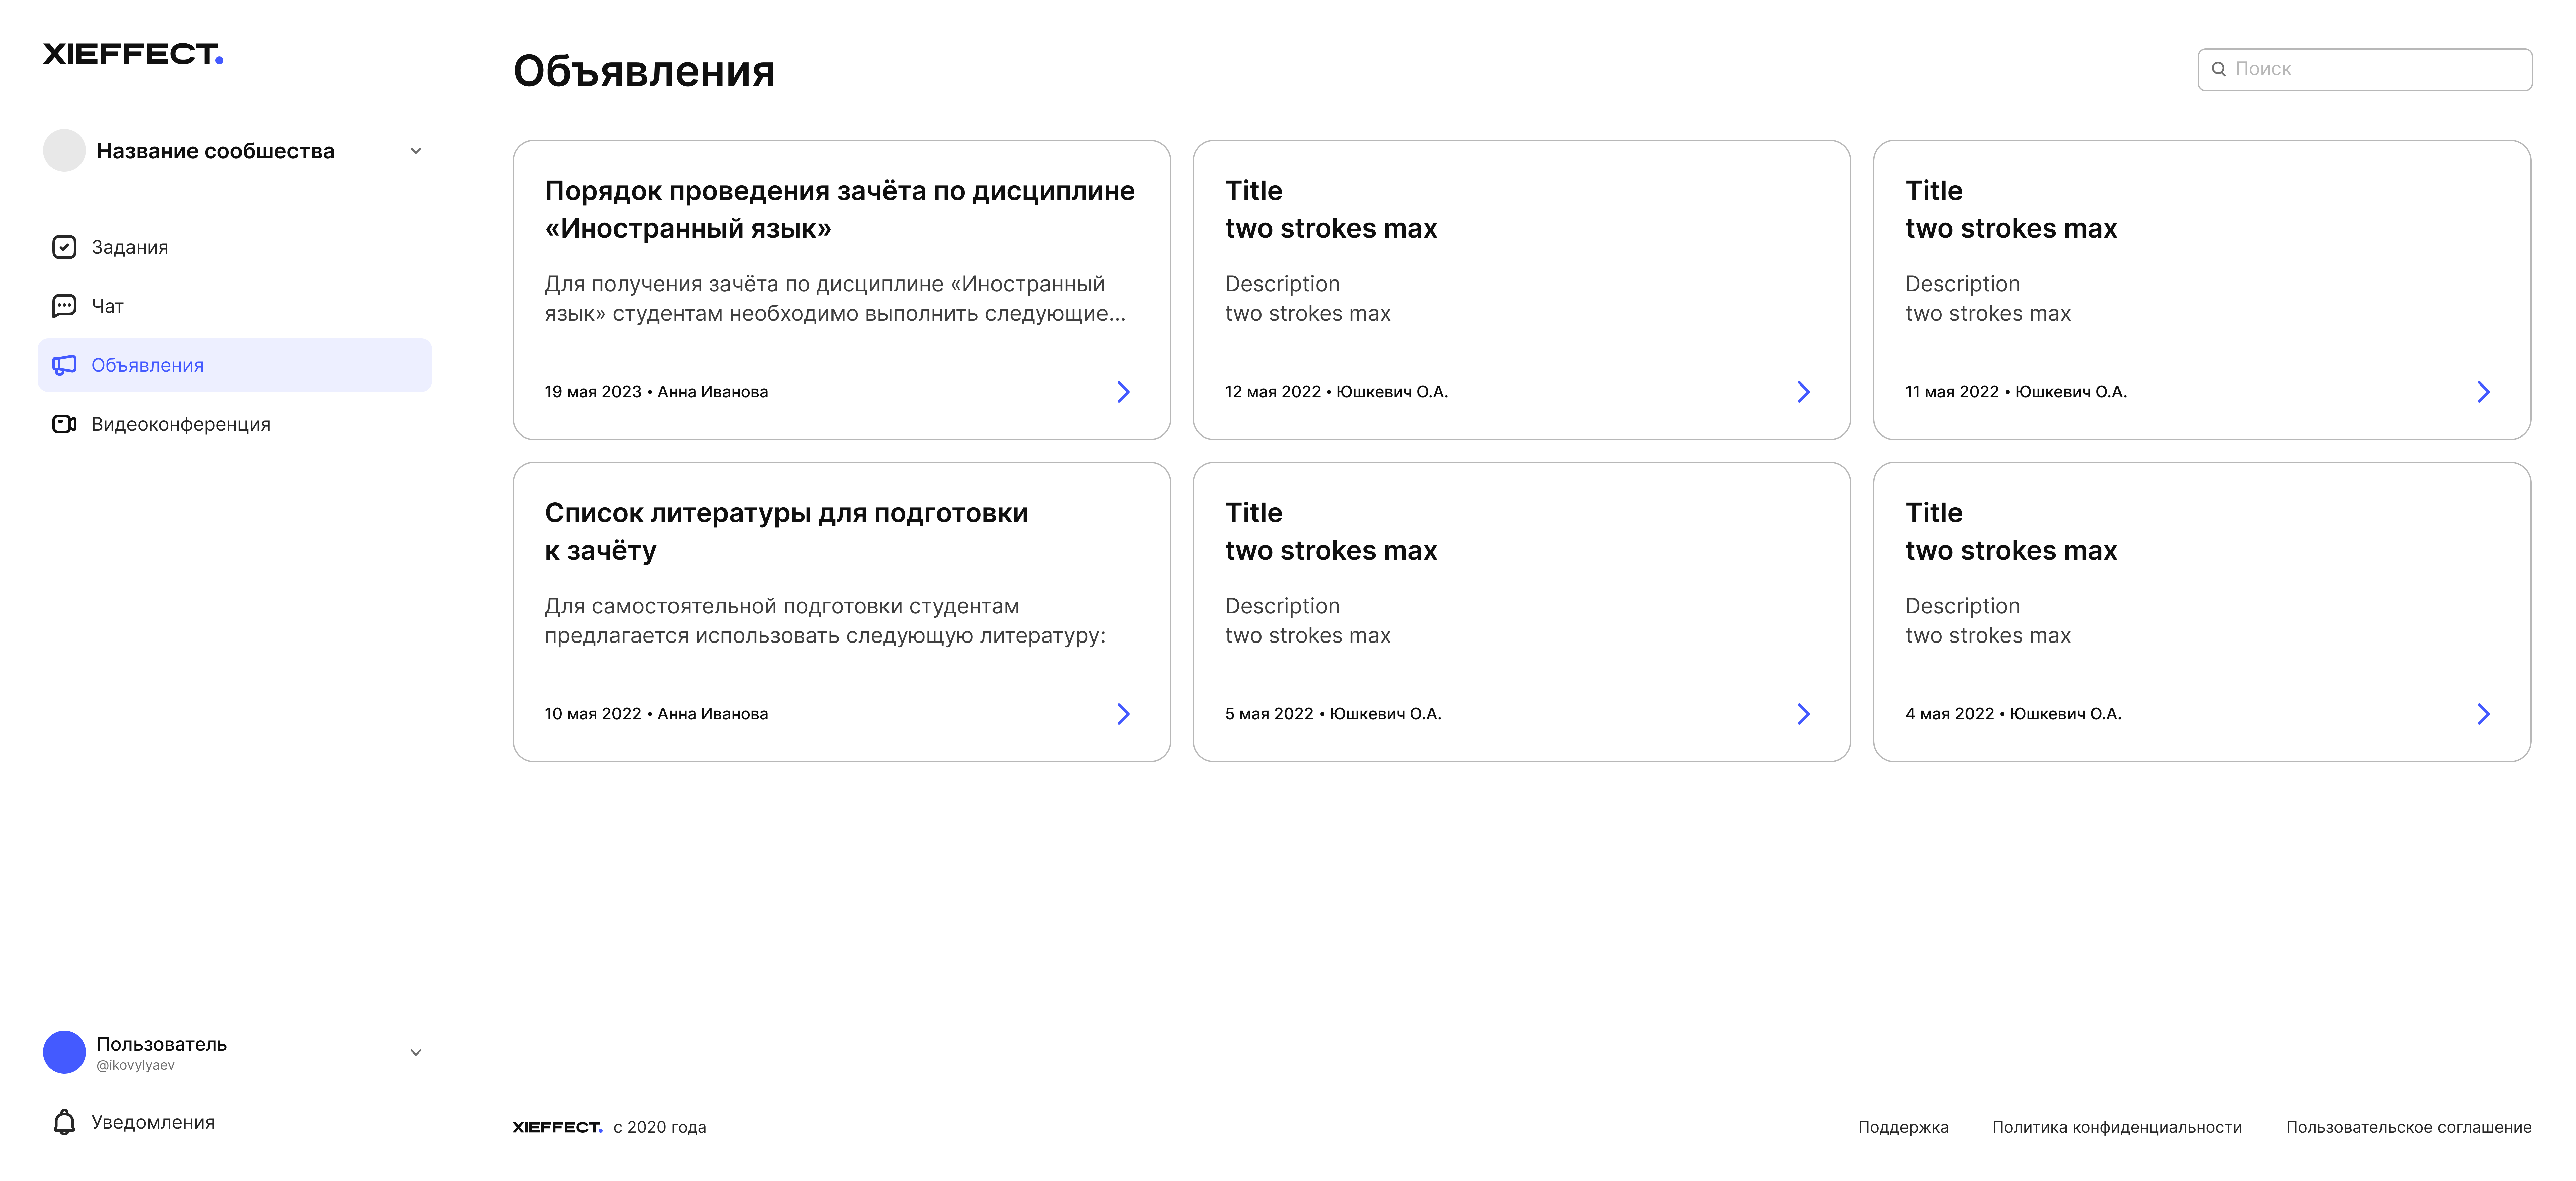 XIEFFECT.
Название сообшества
Задания
Чат
Объявления
Видеоконференция
Пользователь
@ikovylyaev
Уведомления
Объявления
Поиск
Порядок проведения зачёта по дисциплине
«Иностранный язык»
Для получения зачёта по дисциплине «Иностранный
язык» студентам необходимо выполнить следующие...
19 мая 2023 • Анна Иванова
Title
two strokes max
Description
two strokes max
12 мая 2022 • Юшкевич О.А.
Title
two strokes max
Description
two strokes max
11 мая 2022 • Юшкевич О.А.
Список литературы для подготовки
к зачёту
Для самостоятельной подготовки студентам
предлагается использовать следующую литературу:
10 мая 2022 • Анна Иванова
Title
two strokes max
Description
two strokes max
5 мая 2022 • Юшкевич О.А.
Title
two strokes max
Description
two strokes max
4 мая 2022 • Юшкевич О.А.
XIEFFECT. с 2020 года
Поддержка
Политика конфиденциальности
Пользовательское соглашение